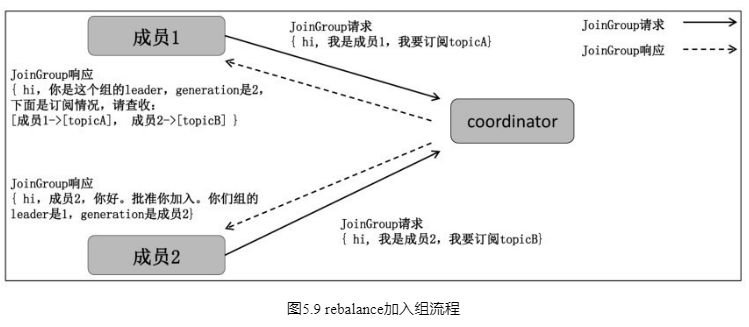 成员1
JoinGroup请求
{ hi, 我是成员1，我要订阅topicA}
JoinGroup请求
JoinGroup响应
JoinGroup响应
{ hi，你是这个组的leader，generation是2，
下面是订阅情况，请查收：
[成员1->[topicA]， 成员2->[topicB] }
coordinator
JoinGroup响应
{ hi，成员2，你好。批准你加入。你们组的
leader是1，generation是成员2}
JoinGroup请求
{ hi, 我是成员2，我要订阅topicB}
成员2
图5.9 rebalance加入组流程